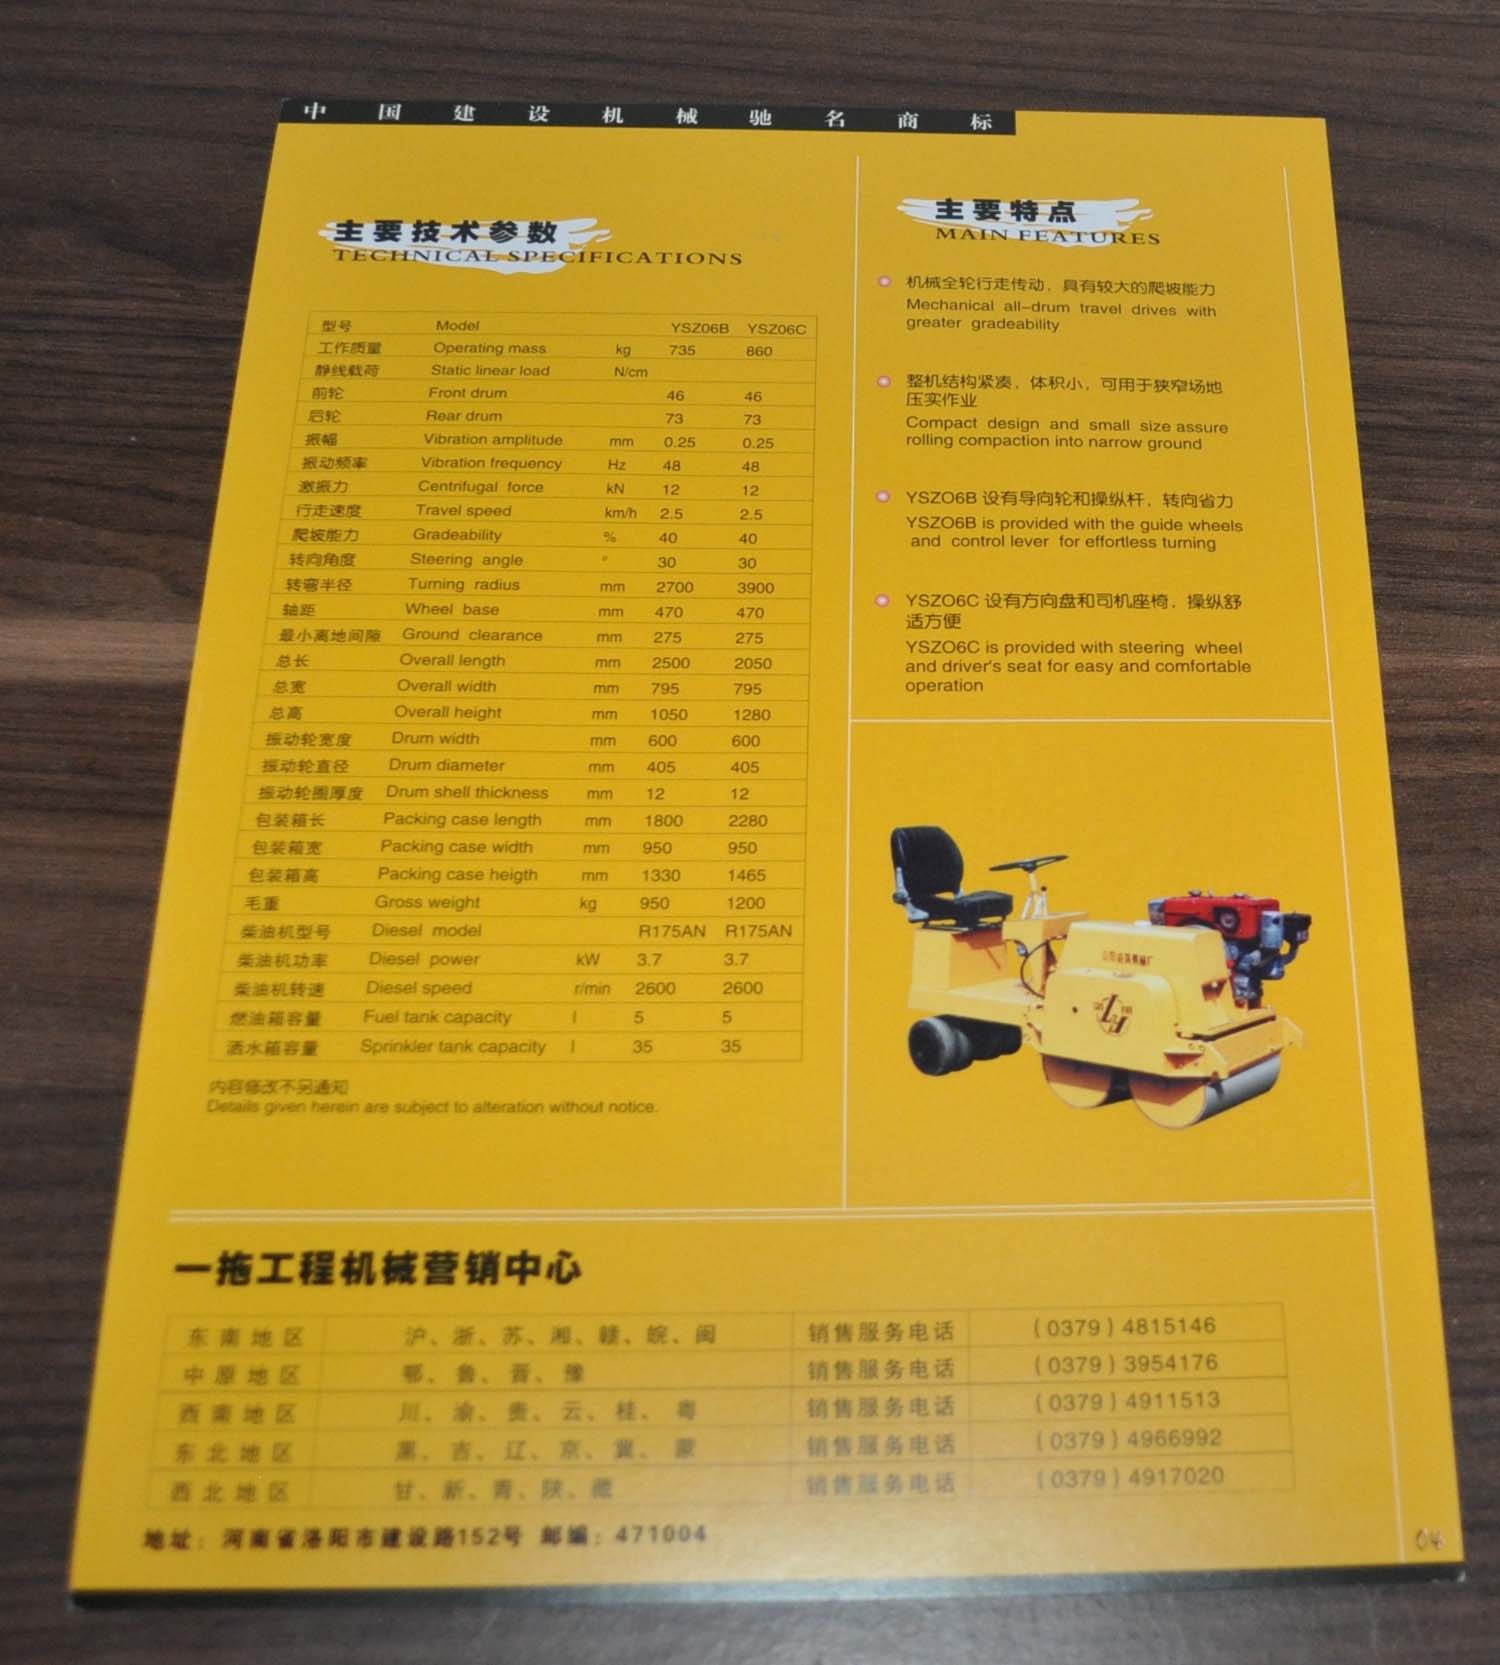 中国建设机械驰名商标
主要技术参数
TECHNICAL SPECIFICATIONS
型号 Model YSZ06B YSZ06C
工作质量 Operating mass kg 735 860
静线载荷 Static linear load N/cm
前轮 Front drum 46 46
后轮 Rear drum 73 73
振幅 Vibration amplitude mm 0.25 0.25
振动频率 Vibration frequency Hz 48 48
激振力 Centrifugal force kN 12 12
行走速度 Travel speed km/h 2.5 2.5
爬坡能力 Gradeability % 40 40
转向角度 Steering angle ° 30 30
转弯半径 Turning radius mm 2700 3900
轴距 Wheel base mm 470 470
最小离地间隙 Ground clearance mm 275 275
总长 Overall length mm 2500 2050
总宽 Overall width mm 795 795
总高 Overall height mm 1050 1280
振动轮宽度 Drum width mm 600 600
振动轮直径 Drum diameter mm 405 405
振动轮圈厚度 Drum shell thickness mm 12 12
包装箱长 Packing case length mm 1800 2280
包装箱宽 Packing case width mm 950 950
包装箱高 Packing case heigth mm 1330 1465
毛重 Gross weight kg 950 1200
柴油机型号 Diesel model R175AN R175AN
柴油机功率 Diesel power kW 3.7 3.7
柴油机转速 Diesel speed r/min 2600 2600
燃油箱容量 Fuel tank capacity l 5 5
洒水箱容量 Sprinkler tank capacity l 35 35
内容修改不另通知
Details given herein are subject to alteration without notice.
主要特点
MAIN FEATURES
机械全轮行走传动，具有较大的爬坡能力
Mechanical all-drum travel drives with
greater gradeability
整机结构紧凑，体积小，可用于狭窄场地
压实作业
Compact design and small size assure
rolling compaction into narrow ground
YSZO6B 设有导向轮和操纵杆，转向省力
YSZO6B is provided with the guide wheels
and control lever for effortless turning
YSZO6C 设有方向盘和司机座椅，操纵舒
适方便
YSZO6C is provided with steering wheel
and driver's seat for easy and comfortable
operation
一拖工程机械营销中心
东南地区 沪、浙、苏、湘、赣、皖、闽 销售服务电话 (0379)4815146
中原地区 鄂、鲁、晋、豫 销售服务电话 (0379)3954176
西南地区 川、渝、贵、云、桂、粤 销售服务电话 (0379)4911513
东北地区 黑、吉、辽、京、冀、蒙 销售服务电话 (0379)4966992
西北地区 甘、新、青、陕、藏 销售服务电话 (0379)4917020
地址：河南省洛阳市建设路152号 邮编：471004
04